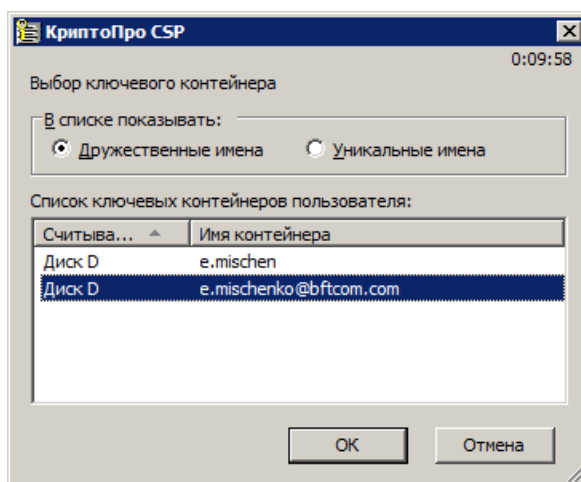 КриптоПро CSP
0:09:58
Выбор ключевого контейнера
В списке показывать:
Дружественные имена Уникальные имена
Список ключевых контейнеров пользователя:
Считыва... Имя контейнера
Диск D e.mischen
Диск D e.mischenko@bftcom.com
ОК Отмена